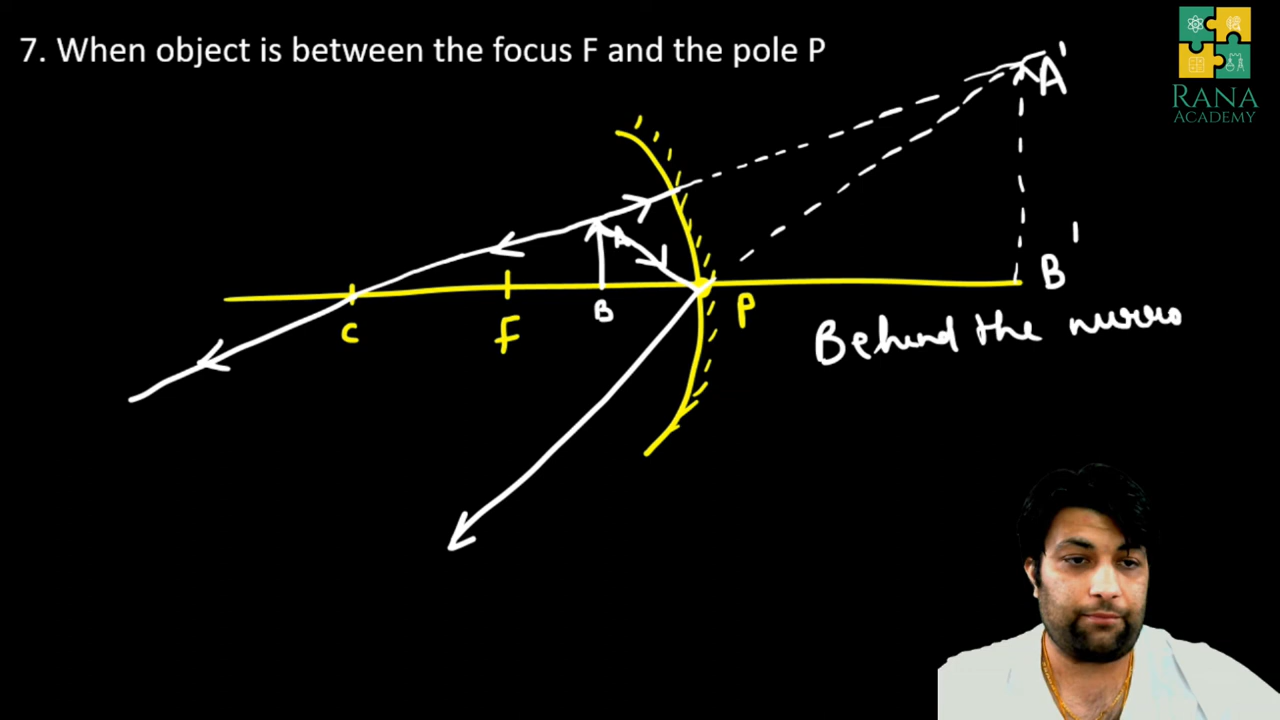 7. When object is between the focus F and the pole P
RANA
ACADEMY
A'
A
B'
C
F
B
P
Behind the